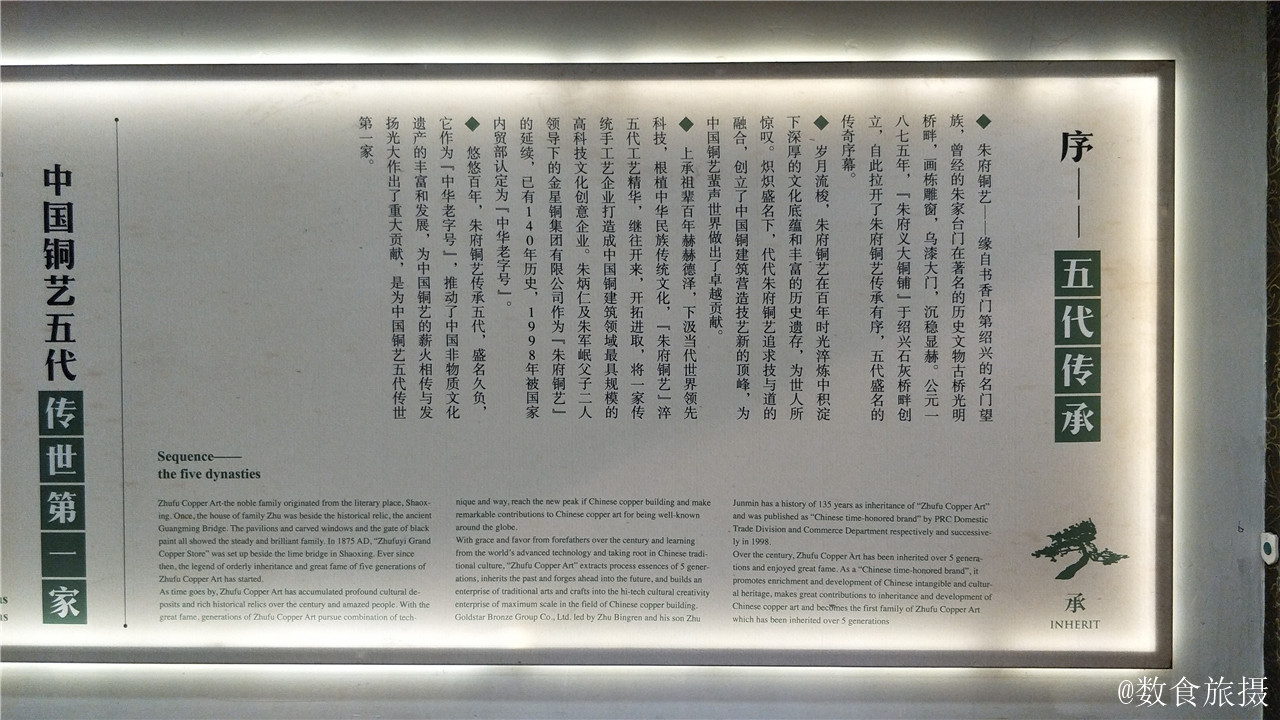 序——五代传承
◆ 朱府铜艺——缘自书香门第绍兴的名门望
族，曾经的朱家台门在著名的历史文物古桥光明
桥畔，画栋雕窗，乌漆大门，沉稳显赫。公元一
八七五年，『朱府义大铜铺』于绍兴石灰桥畔创
立，自此拉开了朱府铜艺传承有序，五代盛名的
传奇序幕。
◆ 岁月流梭，朱府铜艺在百年时光淬炼中积淀
下深厚的文化底蕴和丰富的历史遗存，为世人所
惊叹。炽炽盛名下，代代朱府铜艺追求技与道的
融合，创立了中国铜建筑营造技艺新的顶峰，为
中国铜艺蜚声世界做出了卓越贡献。
◆ 上承祖辈百年赫赫德泽，下汲当代世界领先
科技，根植中华民族传统文化，『朱府铜艺』淬
五代工艺精华，继往开来，开拓进取，将一家传
统手工艺企业打造成中国铜建筑领域最具规模的
高科技文化创意企业。朱炳仁及朱军岷父子二人
领导下的金星铜集团有限公司作为『朱府铜艺』
的延续，已有140年历史，1998年被国家
内贸部认定为『中华老字号』。
◆ 悠悠百年，朱府铜艺传承五代，盛名久负，
它作为『中华老字号』，推动了中国非物质文化
遗产的丰富和发展，为中国铜艺的薪火相传与发
扬光大作出了重大贡献，是为中国铜艺五代传世
第一家。
中国铜艺五代传世第一家
Sequence——
the five dynasties
Zhufu Copper Art-the noble family originated from the literary place, Shaox-
ing. Once, the house of family Zhu was beside the historical relic, the ancient
Guangming Bridge. The pavilions and carved windows and the gate of black
paint all showed the steady and brilliant family. In 1875 AD, “Zhufuyi Grand
Copper Store” was set up beside the lime bridge in Shaoxing. Ever since
then, the legend of orderly inheritance and great fame of five generations of
Zhufu Copper Art has started.
As time goes by, Zhufu Copper Art has accumulated profound cultural de-
posits and rich historical relics over the century and amazed people. With the
great fame, generations of Zhufu Copper Art pursue combination of tech-
nique and way, reach the new peak if Chinese copper building and make
remarkable contributions to Chinese copper art for being well-known
around the globe.
With grace and favor from forefathers over the century and learning
from the world’s advanced technology and taking root in Chinese tradi-
tional culture, “Zhufu Copper Art” extracts process essences of 5 gener-
ations, inherits the past and forges ahead into the future, and builds an
enterprise of traditional arts and crafts into the hi-tech cultural creativity
enterprise of maximum scale in the field of Chinese copper building.
Goldstar Bronze Group Co., Ltd. led by Zhu Bingren and his son Zhu
Junmin has a history of 135 years as inheritance of “Zhufu Copper Art”
and was published as “Chinese time-honored brand” by PRC Domestic
Trade Division and Commerce Department respectively and successive-
ly in 1998.
Over the century, Zhufu Copper Art has been inherited over 5 genera-
tions and enjoyed great fame. As a “Chinese time-honored brand”, it
promotes enrichment and development of Chinese intangible and cultur-
al heritage, makes great contributions to inheritance and development of
Chinese copper art and becomes the first family of Zhufu Copper Art
which has been inherited over 5 generations
承
INHERIT
@数食旅摄